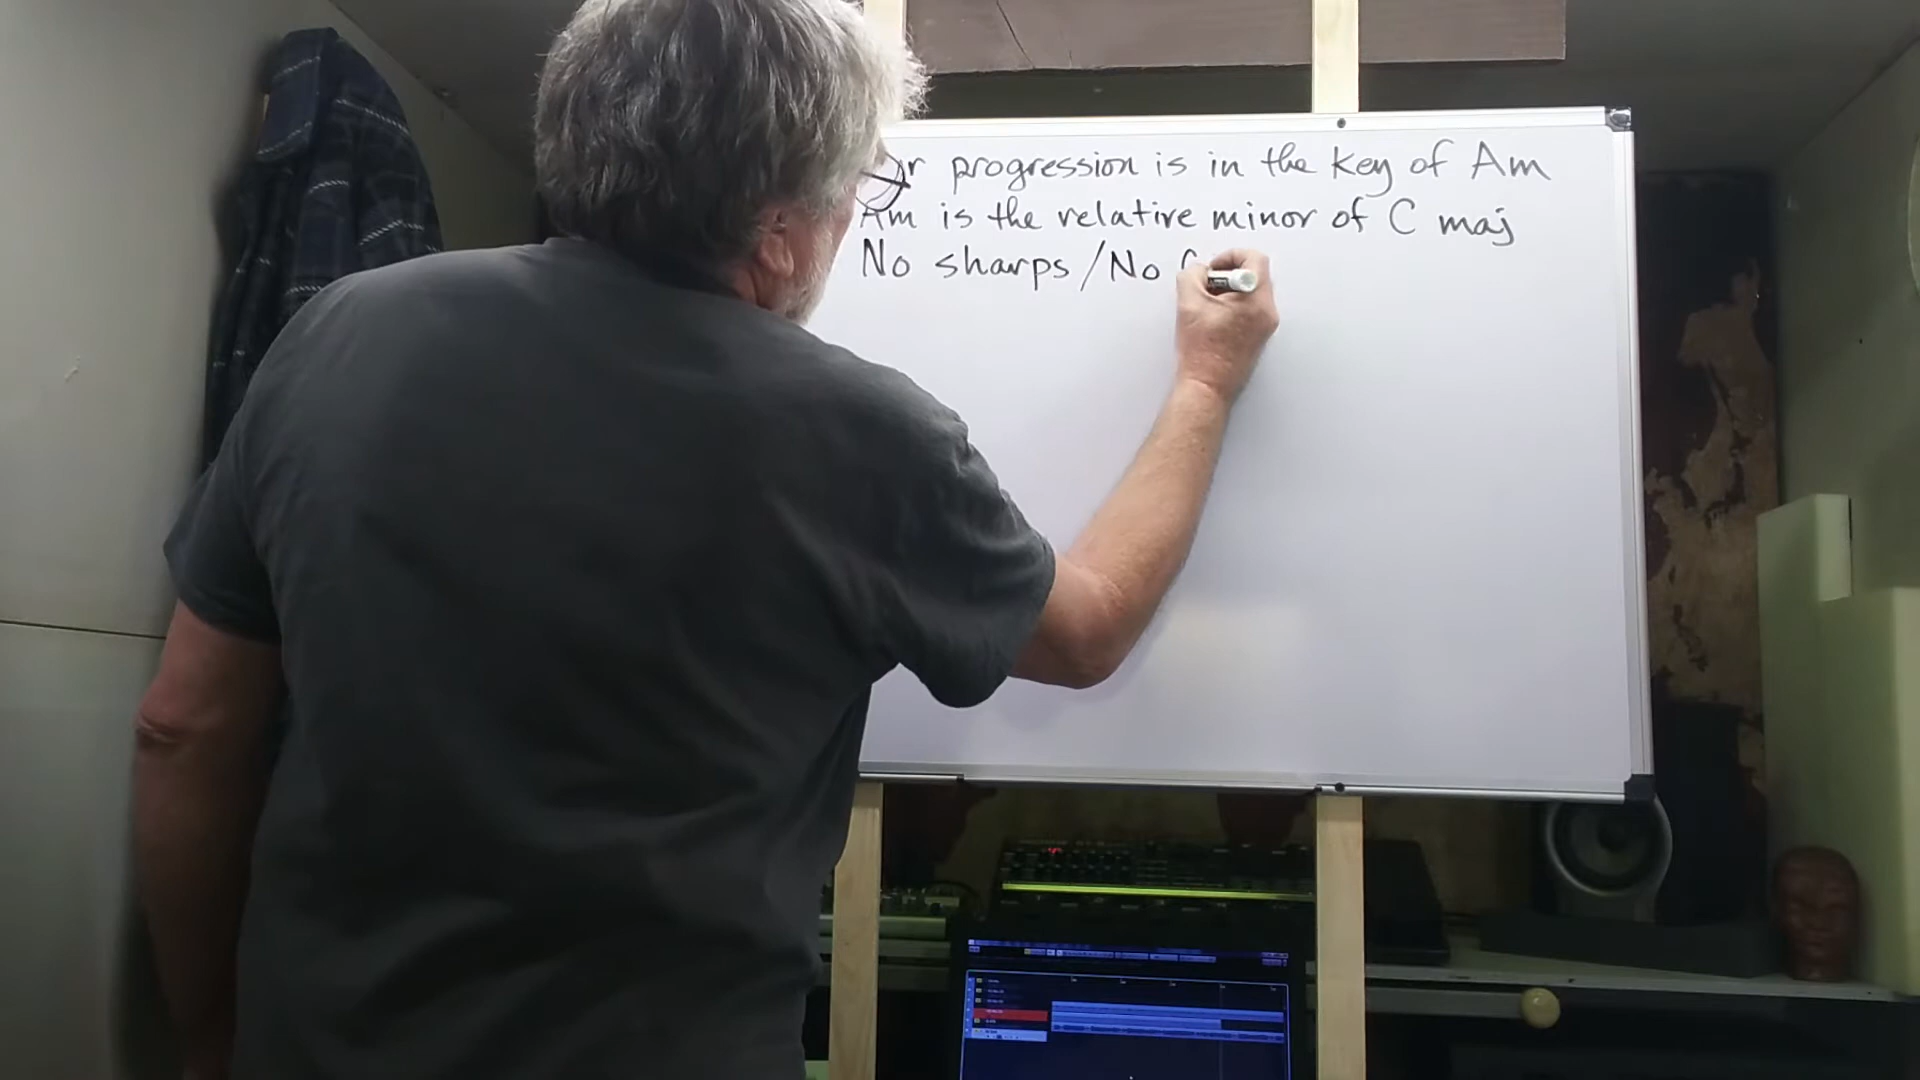 progression is in the key of Am
Am is the relative minor of C maj
No sharps / No